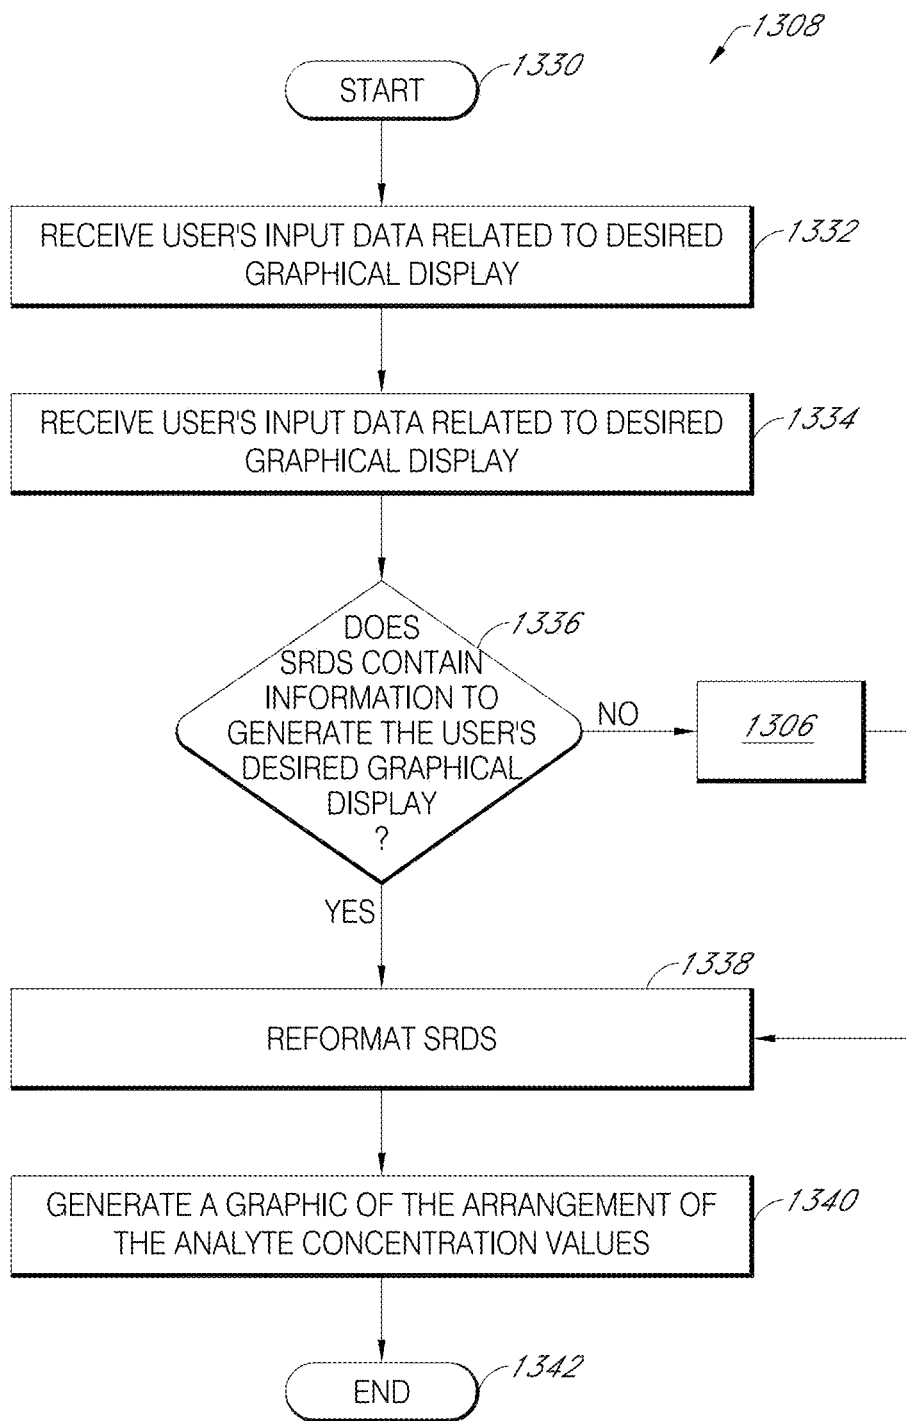 1308
START
1330
RECEIVE USER'S INPUT DATA RELATED TO DESIRED
GRAPHICAL DISPLAY
1332
RECEIVE USER'S INPUT DATA RELATED TO DESIRED
GRAPHICAL DISPLAY
1334
DOES
SRDS CONTAIN
INFORMATION TO
GENERATE THE USER'S
DESIRED GRAPHICAL
DISPLAY
?
1336
NO
1306
YES
1338
REFORMAT SRDS
GENERATE A GRAPHIC OF THE ARRANGEMENT OF
THE ANALYTE CONCENTRATION VALUES
1340
END
1342